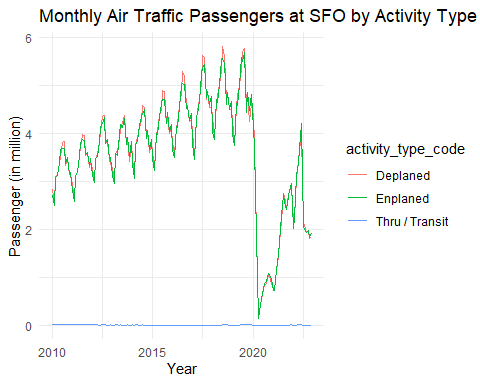 Monthly Air Traffic Passengers at SFO by Activity Type
Passenger (in million)
6
4
2
0
2010
2015
2020
Year
activity_type_code
Deplaned
Enplaned
Thru / Transit